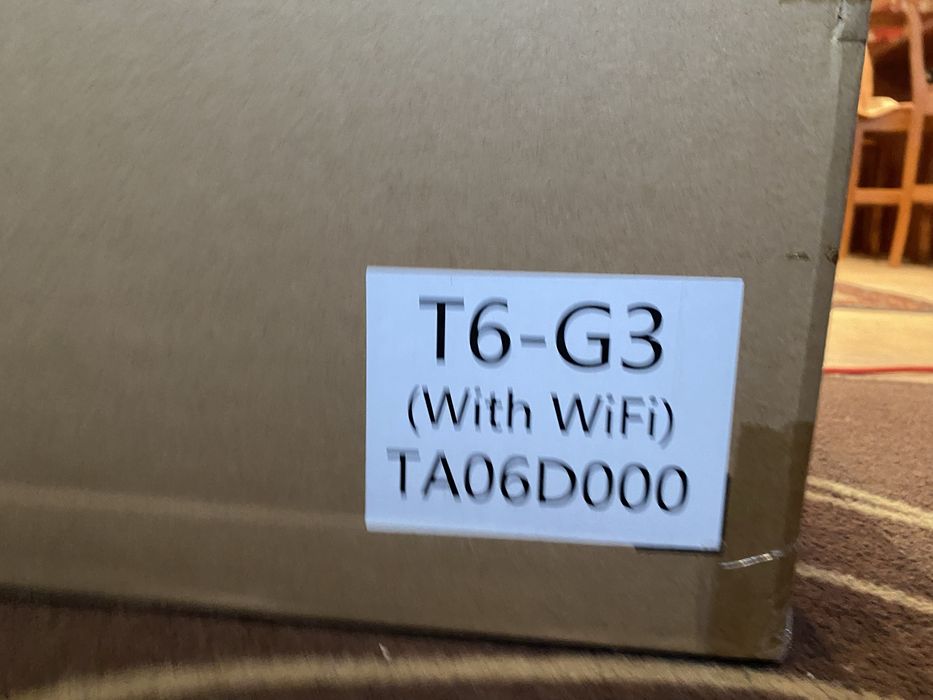 T6-G3
(With WiFi)
TA06D000